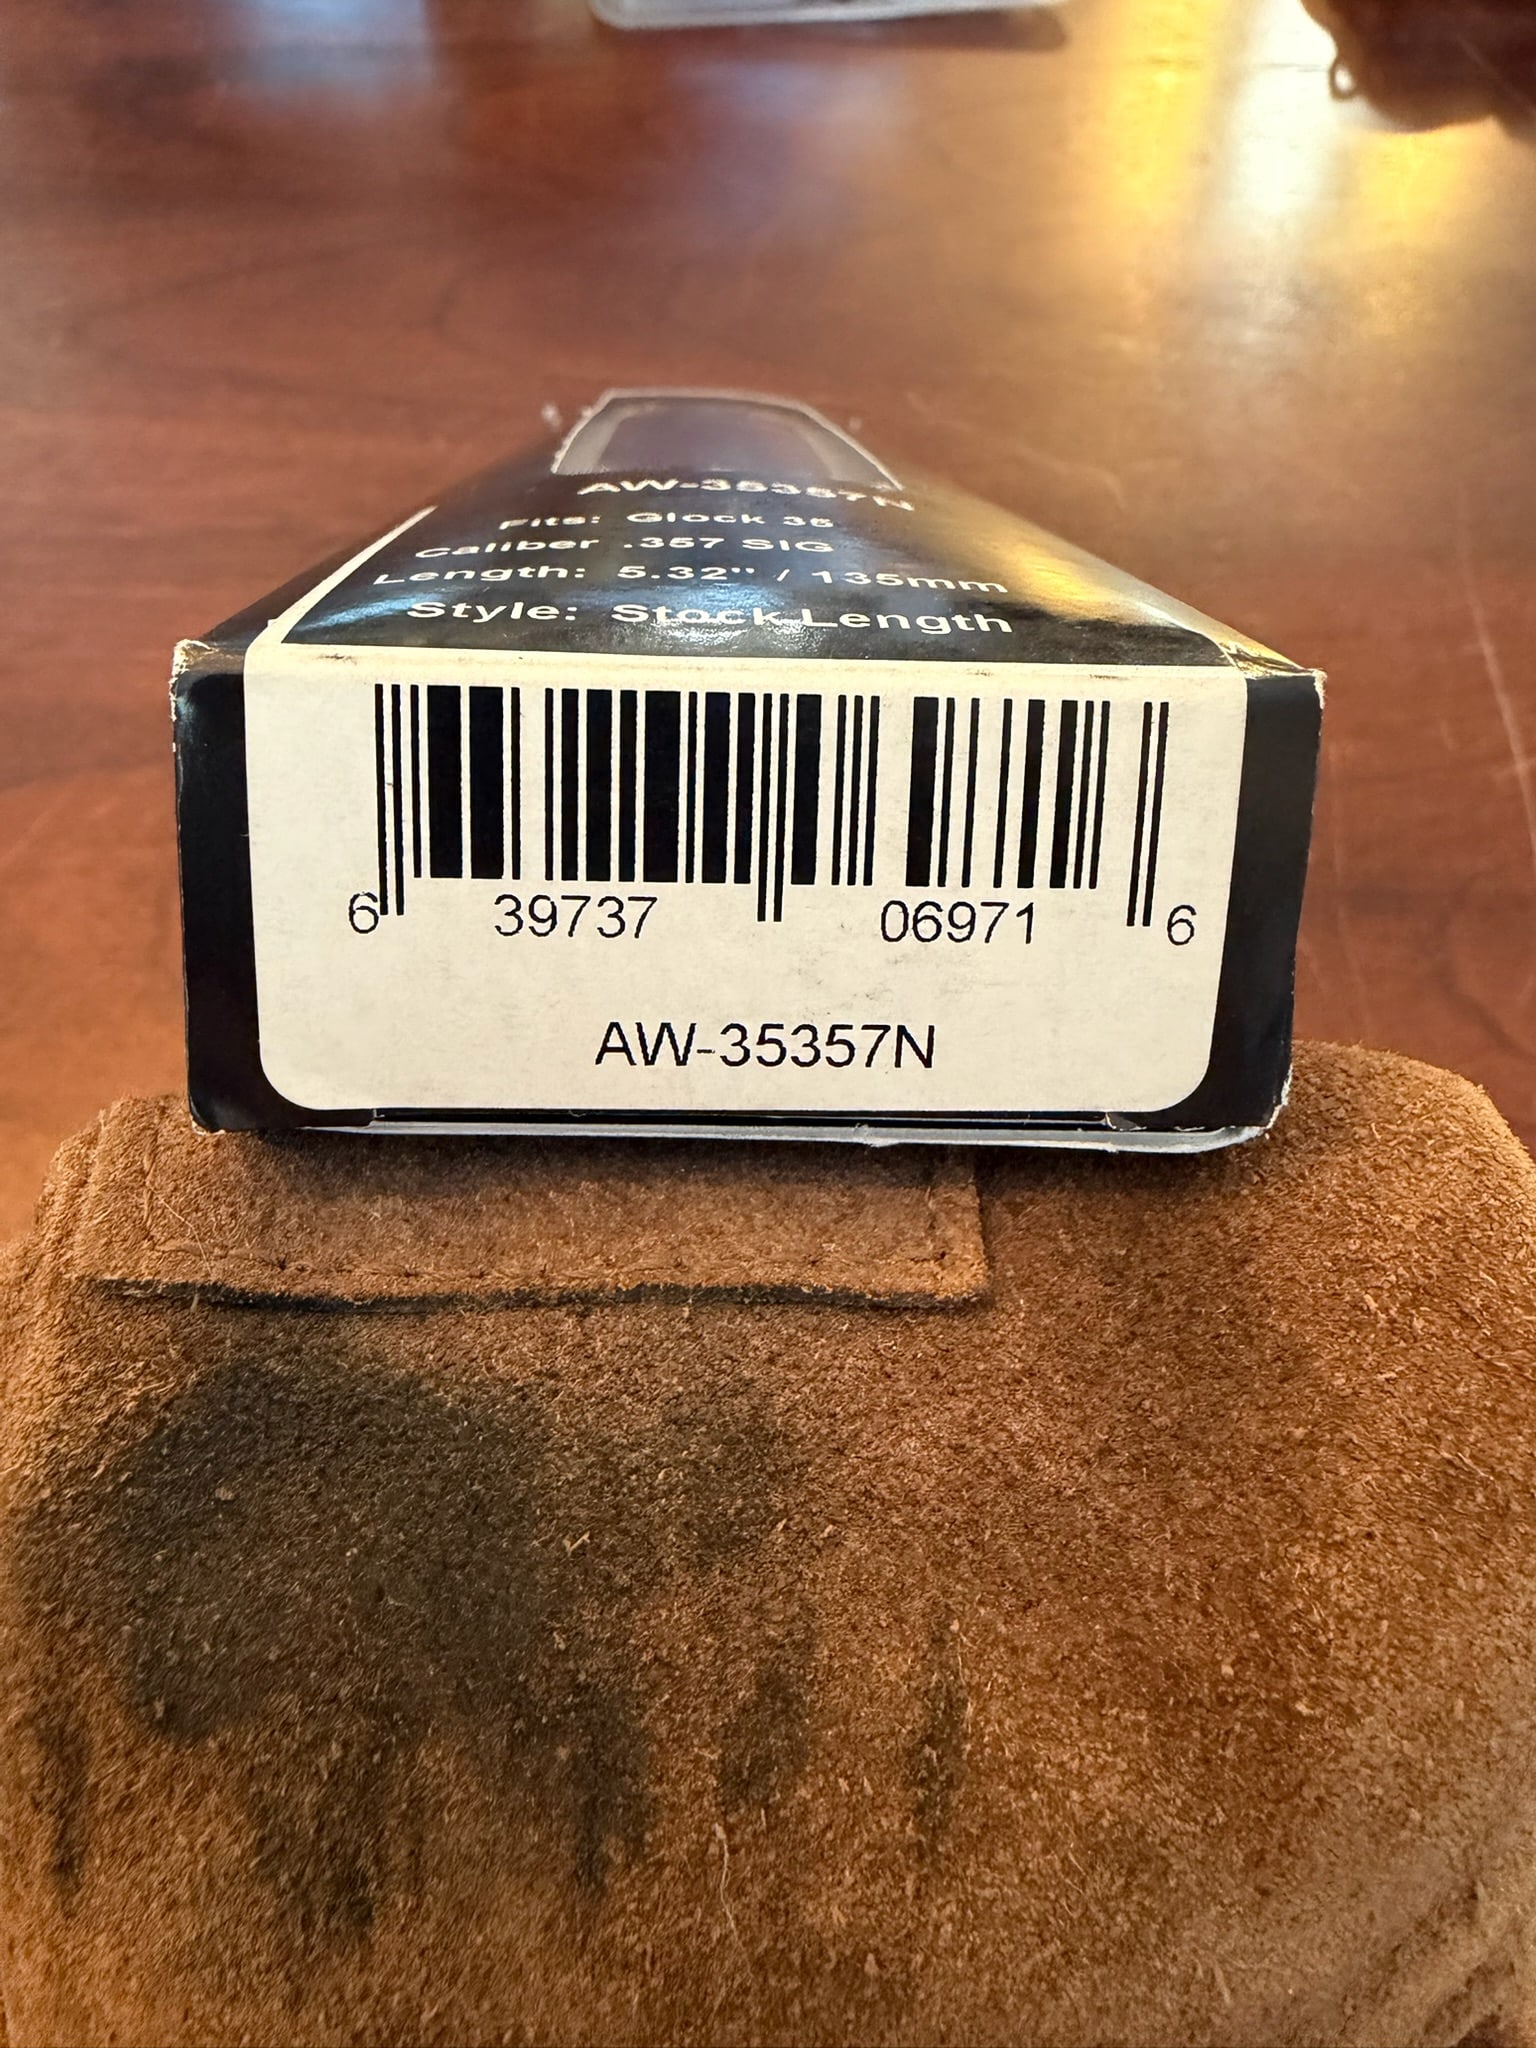 AW-35357N
Fits: Glock 35
Caliber .357 SIG
Length: 5.32" / 135mm
Style: Stock Length
6 39737 06971 6
AW-35357N